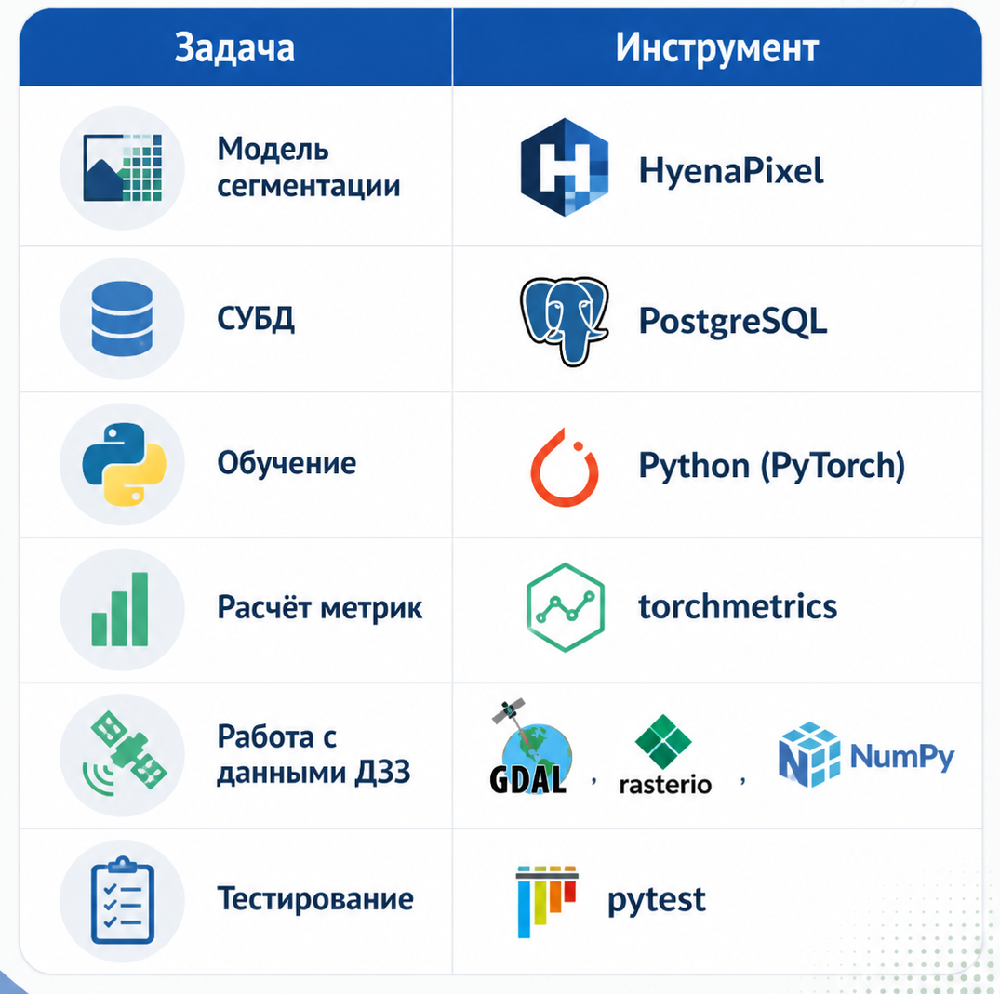 Задача
Инструмент
Модель
сегментации
H
HyenaPixel
СУБД
PostgreSQL
Обучение
Python (PyTorch)
Расчёт метрик
torchmetrics
Работа с
данными ДЗЗ
GDAL , rasterio , N NumPy
Тестирование
pytest